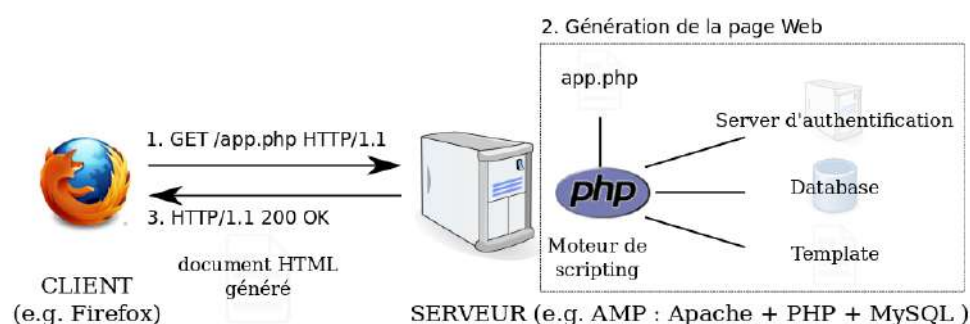 2. Génération de la page Web
app.php
1. GET /app.php HTTP/1.1
Server d'authentification
php
Database
3. HTTP/1.1 200 OK
Moteur de
scripting
Template
document HTML
généré
CLIENT
(e.g. Firefox)
SERVEUR (e.g. AMP : Apache + PHP + MySQL )